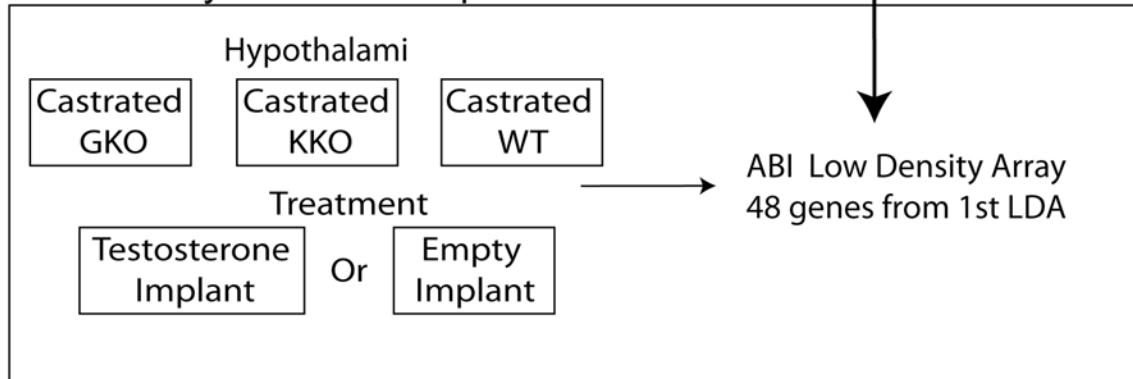 Hypothalami
Castrated GKO
Castrated KKO
Castrated WT
Treatment
Testosterone Implant
Or
Empty Implant
ABI Low Density Array
48 genes from 1st LDA